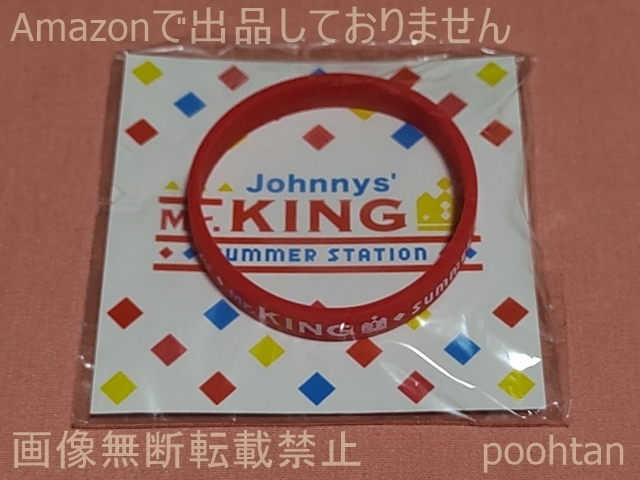 Amazonで出品しておりません
Johnnys'
Mr.KING
SUMMER STATION
Mr.KING SUMM
画像無断転載禁止
poohtan